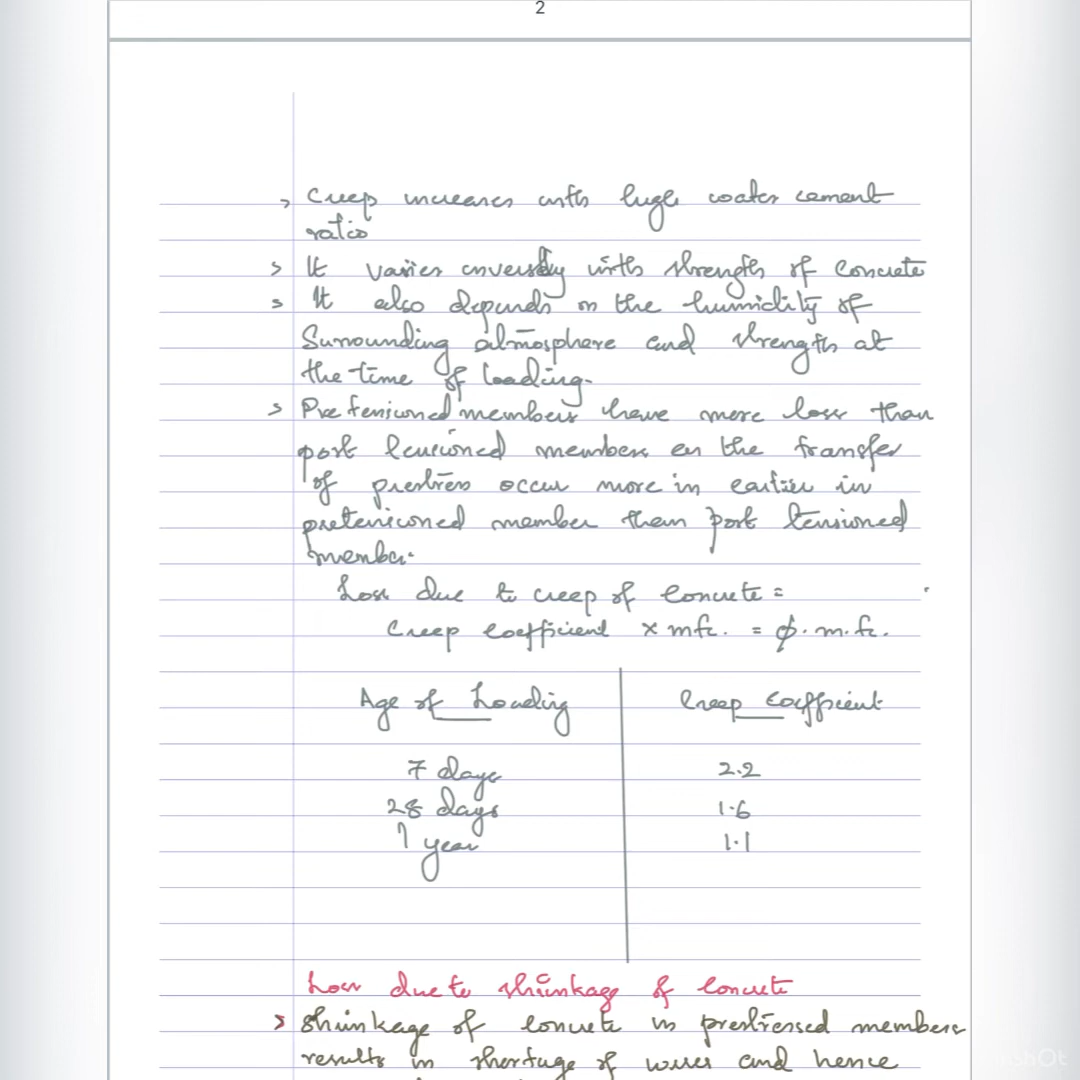 2
> Creep increases with high water cement
ratio
> It varies inversely with strength of concrete
> It also depends on the humidity of
Surrounding atmosphere and strength at
the time of loading.
> Pretensioned members have more loss than
post tensioned members as the transfer
of prestress occur more in earlier in
pretensioned member than post tensioned
member.
Loss due to creep of concrete =
Creep coefficient × mfc. = φ.m.fc.
Age of Loading Creep Coefficient
7 days 2.2
28 days 1.6
1 year 1.1
Loss due to shrinkage of concrete
> Shrinkage of concrete in prestressed members
results in shortage of wires and hence